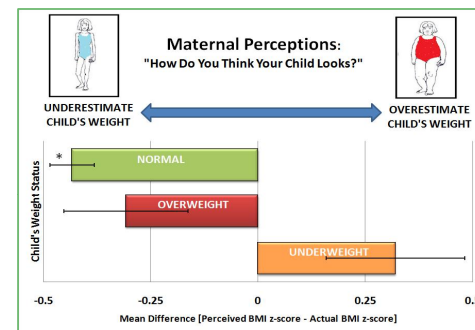 Maternal Perceptions:
"How Do You Think Your Child Looks?"
UNDERESTIMATE
CHILD'S WEIGHT
OVERESTIMATE
CHILD'S WEIGHT
Child's Weight Status
*
NORMAL
OVERWEIGHT
UNDERWEIGHT
-0.5
-0.25
0
0.25
0.
Mean Difference [Perceived BMI z-score - Actual BMI z-score]